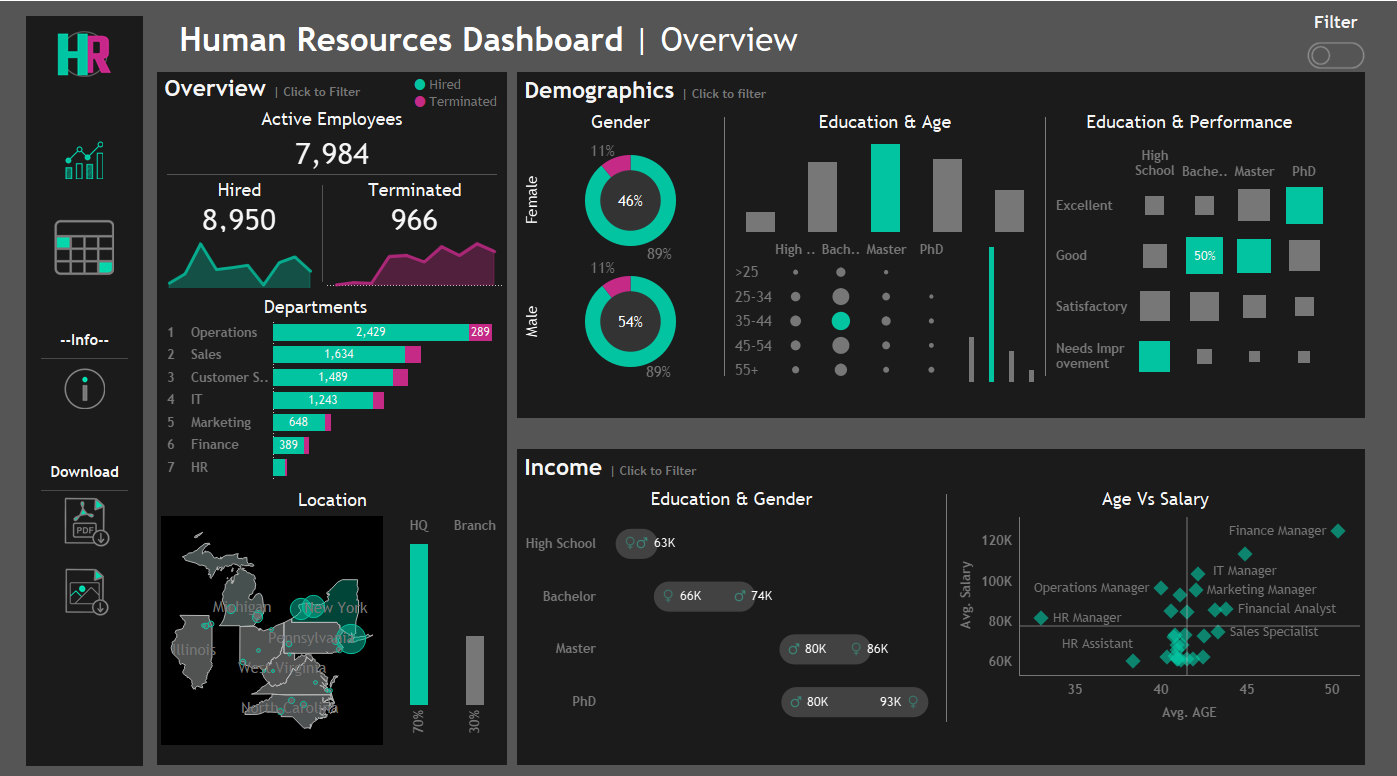 HR
Human Resources Dashboard | Overview
Filter
Overview | Click to Filter
Hired
Terminated
Active Employees
7,984
Hired
8,950
Terminated
966
Departments
1 Operations 2,429 289
2 Sales 1,634
3 Customer S.. 1,489
4 IT 1,243
5 Marketing 648
6 Finance 389
7 HR
Location
Michigan
New York
Illinois
Pennsylvania
West Virginia
North Carolina
HQ
Branch
70%
30%
--Info--
i
Download
PDF
Demographics | Click to filter
Gender
Female
11%
46%
89%
Male
11%
54%
89%
Education & Age
High .. Bach.. Master PhD
>25
25-34
35-44
45-54
55+
Education & Performance
High
School Bache.. Master PhD
Excellent
Good 50%
Satisfactory
Needs Impr
ovement
Income | Click to Filter
Education & Gender
High School ♀♂ 63K
Bachelor ♀ 66K ♂ 74K
Master ♂ 80K ♀ 86K
PhD ♂ 80K 93K ♀
Age Vs Salary
Avg. Salary
120K
100K
80K
60K
Finance Manager
IT Manager
Operations Manager
Marketing Manager
HR Manager
Financial Analyst
Sales Specialist
HR Assistant
35 40 45 50
Avg. AGE